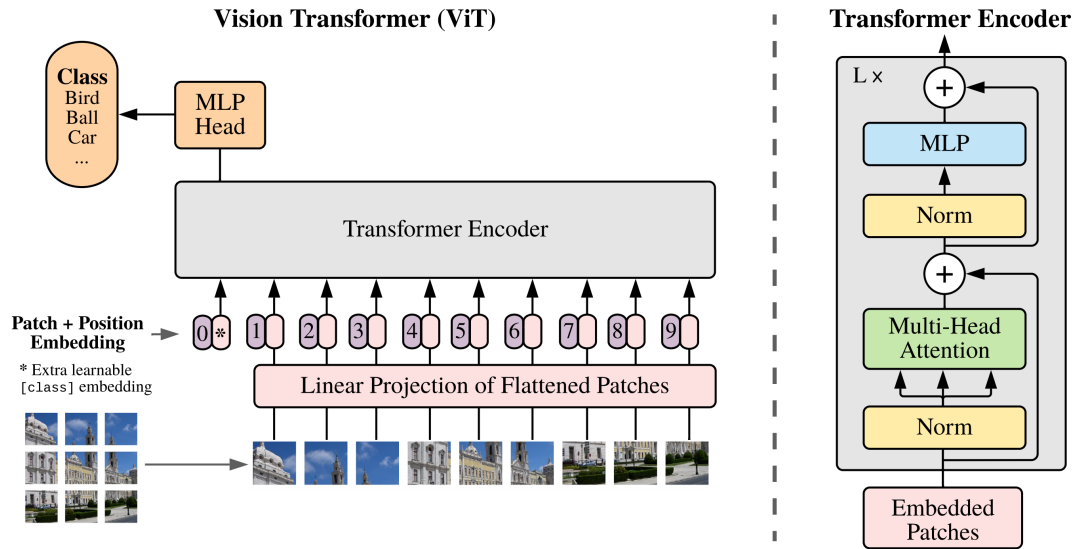 Vision Transformer (ViT)
Class
Bird
Ball
Car
...
MLP
Head
Transformer Encoder
0 * 1 2 3 4 5 6 7 8 9
Patch + Position
Embedding
* Extra learnable
[class] embedding
Linear Projection of Flattened Patches
Transformer Encoder
L ×
+
MLP
Norm
+
Multi-Head
Attention
Norm
Embedded
Patches